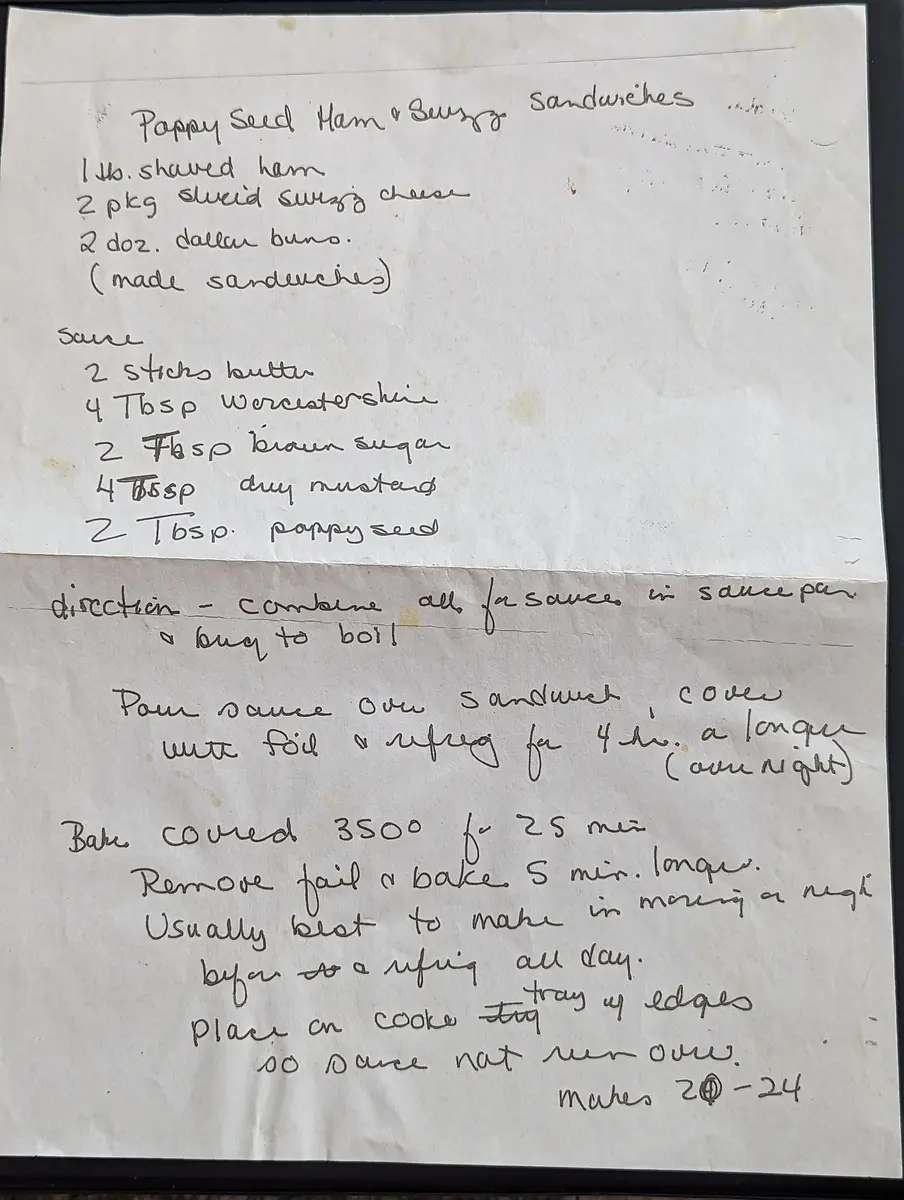 Poppy Seed Ham & Swizz Sandwiches
1 lb. shaved ham
2 pkg sliced swizz cheese
2 doz. dollar buns.
(made sandwiches)
Sauce
2 sticks butter
4 Tbsp Worcestershire
2 Tbsp brown sugar
4 Tbsp dry mustard
2 Tbsp. poppy seed
direction - combine all for sauce in sauce pan
& bring to boil
Pour sauce over sandwich, cover
with foil & refrig for 4 hr. or longer
(over night)
Bake covered 350° for 25 min
Remove foil & bake 5 min. longer.
Usually best to make in morning or night
before & refrig all day.
Place on cookie tray w/ edges
so sauce not run over.
makes 20-24